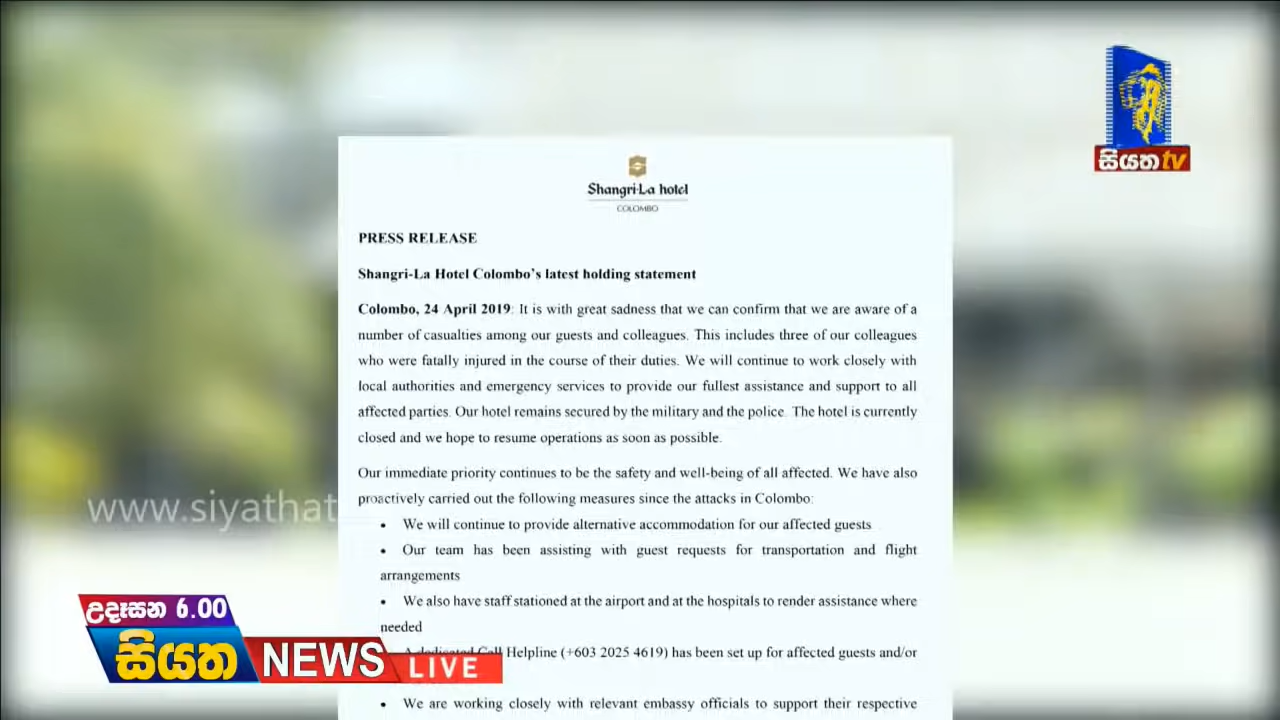 සියත tv
Shangri-La hotel
COLOMBO
PRESS RELEASE
Shangri-La Hotel Colombo's latest holding statement
Colombo, 24 April 2019: It is with great sadness that we can confirm that we are aware of a
number of casualties among our guests and colleagues. This includes three of our colleagues
who were fatally injured in the course of their duties. We will continue to work closely with
local authorities and emergency services to provide our fullest assistance and support to all
affected parties. Our hotel remains secured by the military and the police. The hotel is currently
closed and we hope to resume operations as soon as possible.
Our immediate priority continues to be the safety and well-being of all affected. We have also
proactively carried out the following measures since the attacks in Colombo:
www.siyathat
• We will continue to provide alternative accommodation for our affected guests
• Our team has been assisting with guest requests for transportation and flight
arrangements
• We also have staff stationed at the airport and at the hospitals to render assistance where
needed
A dedicated Call Helpline (+603 2025 4619) has been set up for affected guests and/or
• We are working closely with relevant embassy officials to support their respective
උදෑසන 6.00
සියත NEWS
LIVE